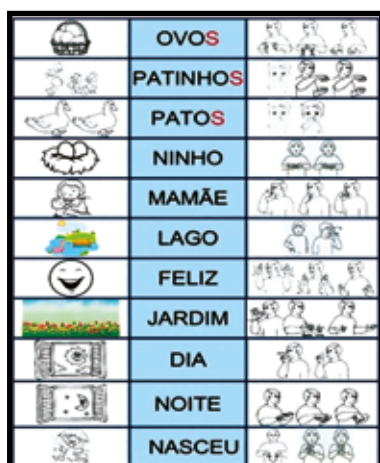 OVOS
PATINHOS
PATOS
NINHO
MAMÃE
LAGO
FELIZ
JARDIM
DIA
NOITE
NASCEU